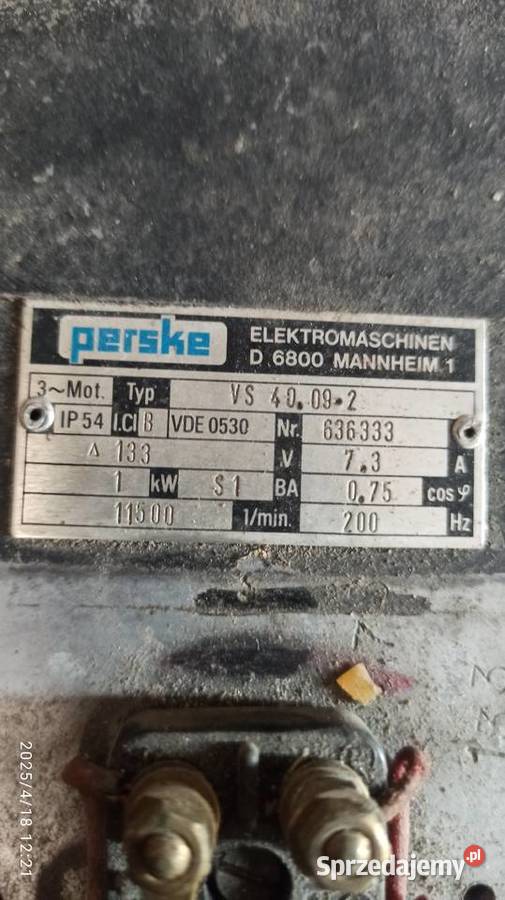 perske ELEKTROMASCHINEN
D 6800 MANNHEIM 1
3~Mot. Typ VS 40.09-2
IP 54 I.Cl B VDE 0530 Nr. 636333
Δ 133 V 7.3 A
1 kW S1 BA 0.75 cos φ
11500 1/min. 200 Hz
2025/4/18 12:21
Sprzedajemy.pl